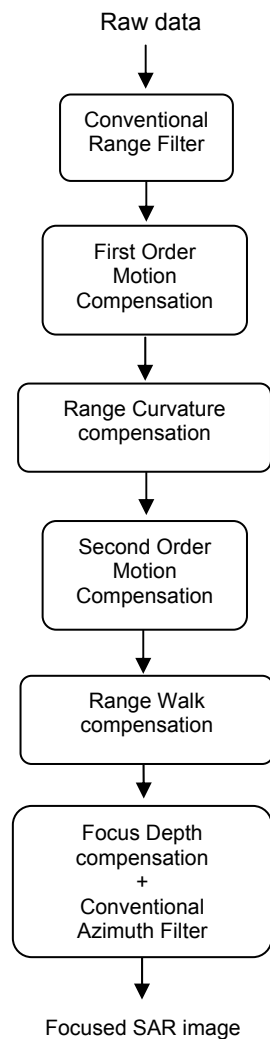 Raw data
Conventional
Range Filter
First Order
Motion
Compensation
Range Curvature
compensation
Second Order
Motion
Compensation
Range Walk
compensation
Focus Depth
compensation
+
Conventional
Azimuth Filter
Focused SAR image